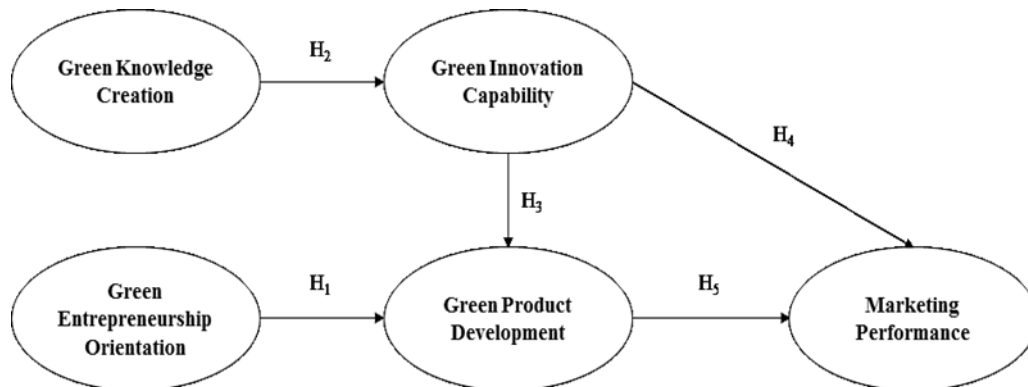 Green Knowledge
Creation
H₂
Green Innovation
Capability
H₄
H₃
Green
Entrepreneurship
Orientation
H₁
Green Product
Development
H₅
Marketing
Performance